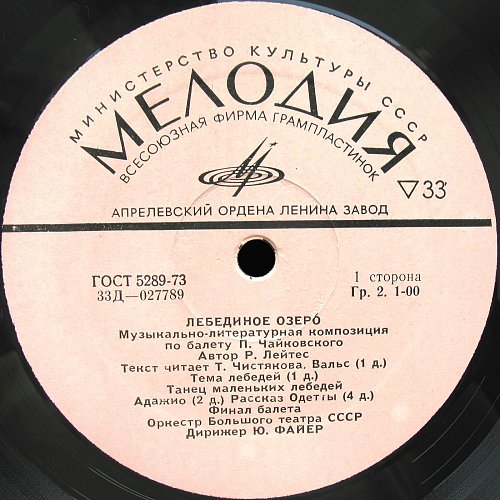 МИНИСТЕРСТВО КУЛЬТУРЫ СССР
МЕЛОДИЯ
ВСЕСОЮЗНАЯ ФИРМА ГРАМПЛАСТИНОК
▽33
АПРЕЛЕВСКИЙ ОРДЕНА ЛЕНИНА ЗАВОД
ГОСТ 5289-73
33Д—027789
1 сторона
Гр. 2. 1-00
ЛЕБЕДИНОЕ ОЗЕРО́
Музыкально-литературная композиция
по балету П. Чайковского
Автор Р. Лейтес
Текст читает Т. Чистякова. Вальс (1 д.)
Тема лебедей (1 д.)
Танец маленьких лебедей
Адажио (2 д.) Рассказ Одетты (4 д.)
Финал балета
Оркестр Большого театра СССР
Дирижер Ю. ФАЙЕР